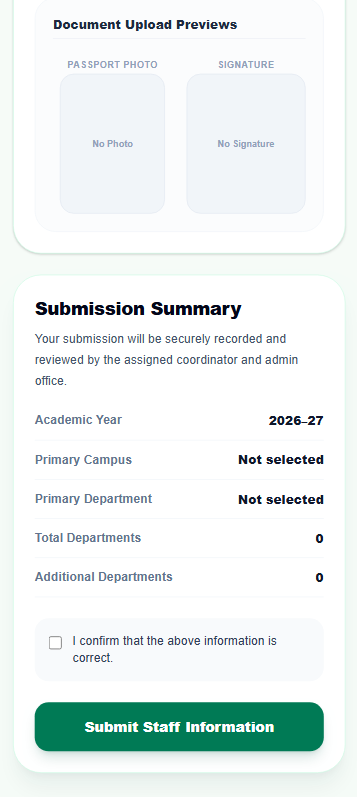 Document Upload Previews
PASSPORT PHOTO SIGNATURE
No Photo No Signature
Submission Summary
Your submission will be securely recorded and
reviewed by the assigned coordinator and admin
office.
Academic Year 2026–27
Primary Campus Not selected
Primary Department Not selected
Total Departments 0
Additional Departments 0
I confirm that the above information is
correct.
Submit Staff Information